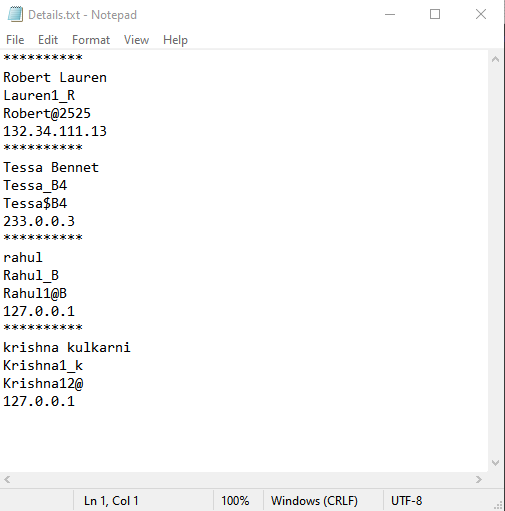 Details.txt - Notepad
File Edit Format View Help
**********
Robert Lauren
Lauren1_R
Robert@2525
132.34.111.13
**********
Tessa Bennet
Tessa_B4
Tessa$B4
233.0.0.3
**********
rahul
Rahul_B
Rahul1@B
127.0.0.1
**********
krishna kulkarni
Krishna1_k
Krishna12@
127.0.0.1
Ln 1, Col 1 100% Windows (CRLF) UTF-8